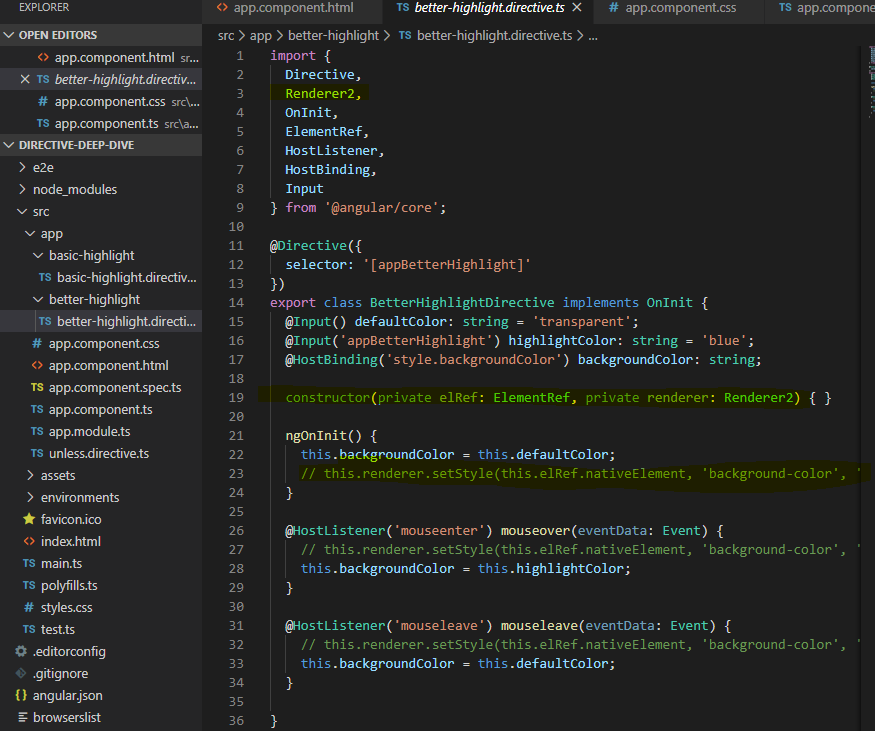 EXPLORER
OPEN EDITORS
app.component.html sr...
TS better-highlight.directiv...
# app.component.css src\...
TS app.component.ts src\a...
DIRECTIVE-DEEP-DIVE
e2e
node_modules
src
app
basic-highlight
TS basic-highlight.directiv...
better-highlight
TS better-highlight.directi...
# app.component.css
<> app.component.html
TS app.component.spec.ts
TS app.component.ts
TS app.module.ts
TS unless.directive.ts
assets
environments
favicon.ico
<> index.html
TS main.ts
TS polyfills.ts
# styles.css
TS test.ts
.editorconfig
.gitignore
{} angular.json
browserslist
<> app.component.html
TS better-highlight.directive.ts
# app.component.css
TS app.compone
src > app > better-highlight > TS better-highlight.directive.ts > ...
1 import {
2 Directive,
3 Renderer2,
4 OnInit,
5 ElementRef,
6 HostListener,
7 HostBinding,
8 Input
9 } from '@angular/core';
10
11 @Directive({
12 selector: '[appBetterHighlight]'
13 })
14 export class BetterHighlightDirective implements OnInit {
15 @Input() defaultColor: string = 'transparent';
16 @Input('appBetterHighlight') highlightColor: string = 'blue';
17 @HostBinding('style.backgroundColor') backgroundColor: string;
18
19 constructor(private elRef: ElementRef, private renderer: Renderer2) { }
20
21 ngOnInit() {
22 this.backgroundColor = this.defaultColor;
23 // this.renderer.setStyle(this.elRef.nativeElement, 'background-color', '
24 }
25
26 @HostListener('mouseenter') mouseover(eventData: Event) {
27 // this.renderer.setStyle(this.elRef.nativeElement, 'background-color', '
28 this.backgroundColor = this.highlightColor;
29 }
30
31 @HostListener('mouseleave') mouseleave(eventData: Event) {
32 // this.renderer.setStyle(this.elRef.nativeElement, 'background-color', '
33 this.backgroundColor = this.defaultColor;
34 }
35
36 }